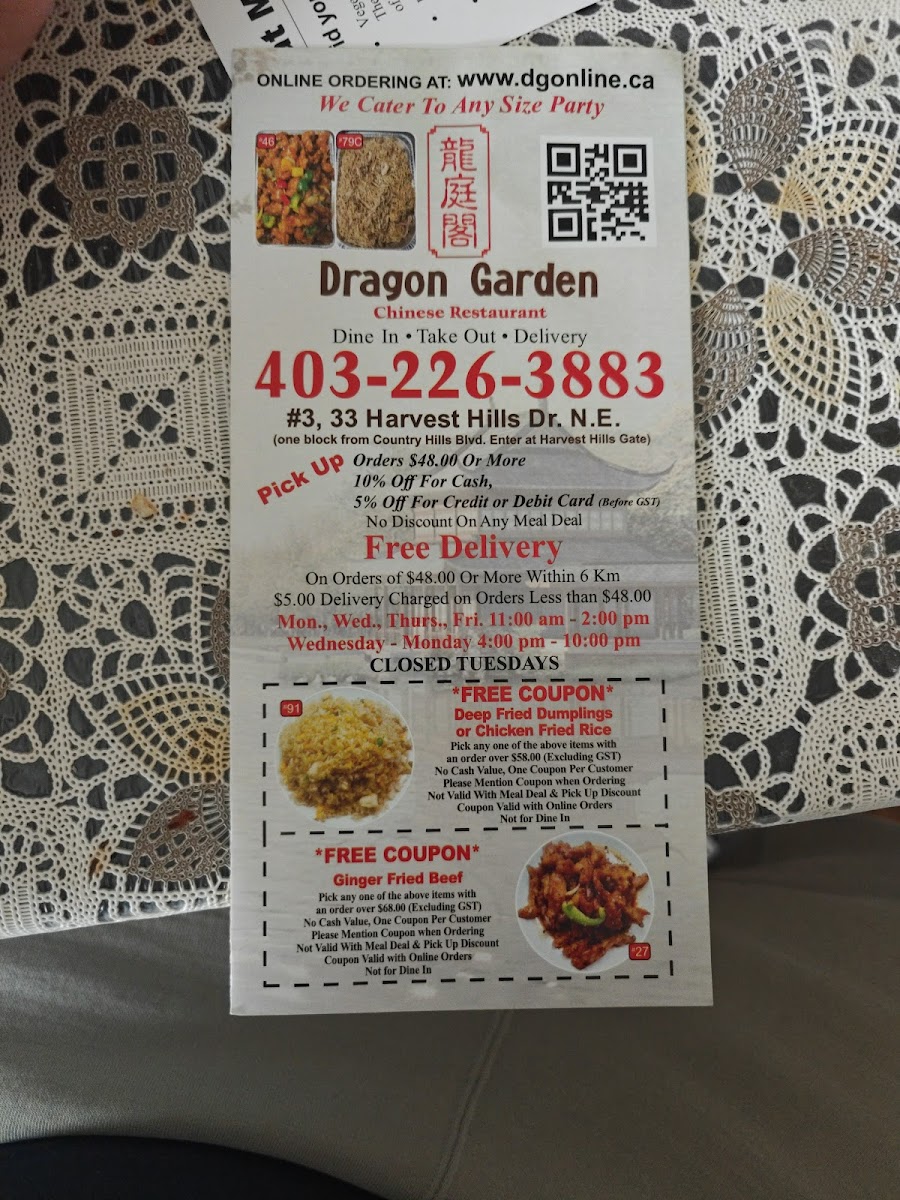 ONLINE ORDERING AT: www.dgonline.ca
We Cater To Any Size Party
#46
#79C
龍庭閣
Dragon Garden
Chinese Restaurant
Dine In • Take Out • Delivery
403-226-3883
#3, 33 Harvest Hills Dr. N.E.
(one block from Country Hills Blvd. Enter at Harvest Hills Gate)
Pick Up
Orders $48.00 Or More
10% Off For Cash,
5% Off For Credit or Debit Card (Before GST)
No Discount On Any Meal Deal
Free Delivery
On Orders of $48.00 Or More Within 6 Km
$5.00 Delivery Charged on Orders Less than $48.00
Mon., Wed., Thurs., Fri. 11:00 am - 2:00 pm
Wednesday - Monday 4:00 pm - 10:00 pm
CLOSED TUESDAYS
#91
*FREE COUPON*
Deep Fried Dumplings
or Chicken Fried Rice
Pick any one of the above items with
an order over $58.00 (Excluding GST)
No Cash Value, One Coupon Per Customer
Please Mention Coupon when Ordering
Not Valid With Meal Deal & Pick Up Discount
Coupon Valid with Online Orders
Not for Dine In
*FREE COUPON*
Ginger Fried Beef
Pick any one of the above items with
an order over $68.00 (Excluding GST)
No Cash Value, One Coupon Per Customer
Please Mention Coupon when Ordering
Not Valid With Meal Deal & Pick Up Discount
Coupon Valid with Online Orders
Not for Dine In
#27